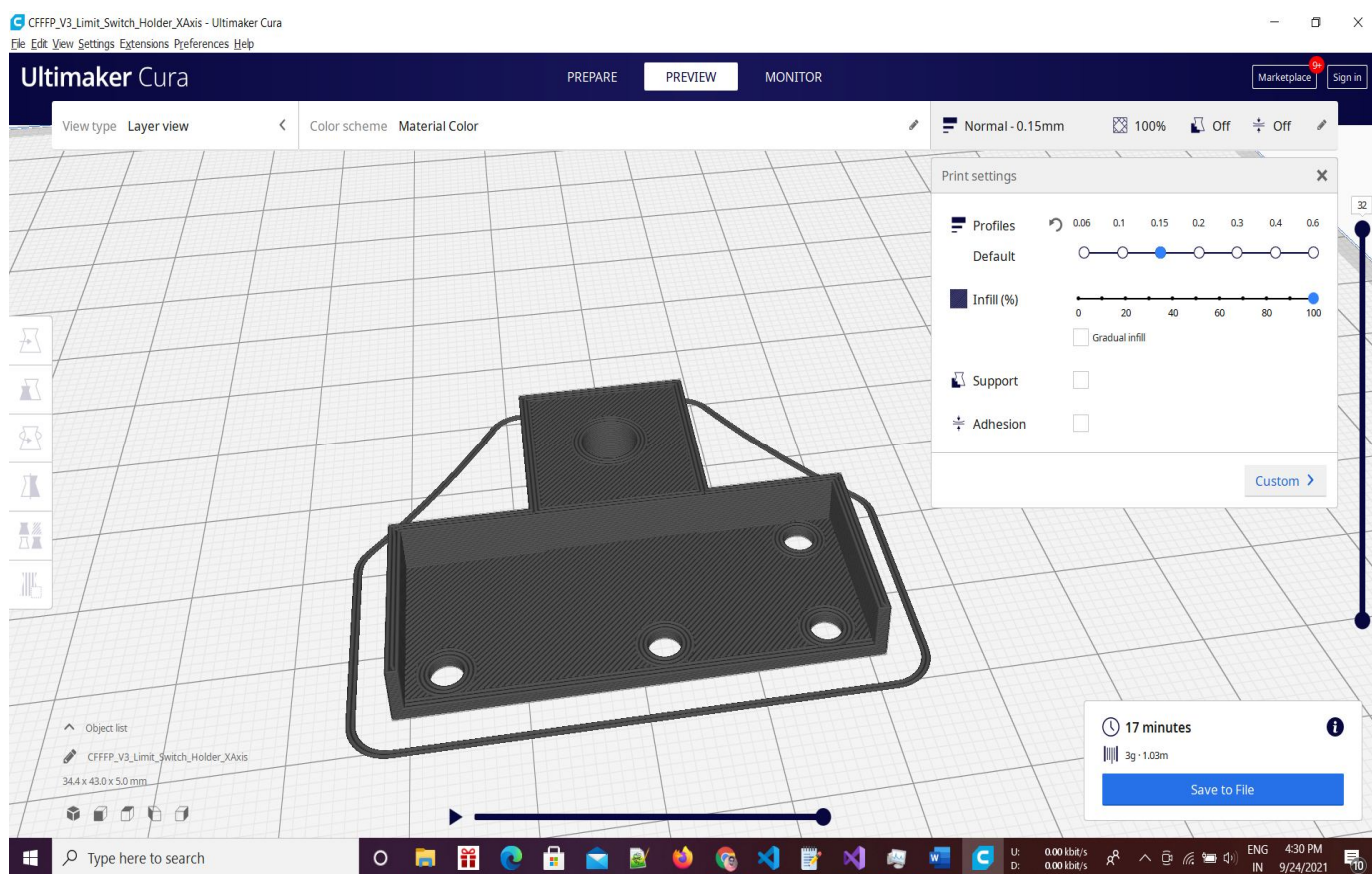 CFFFP_V3_Limit_Switch_Holder_XAxis - Ultimaker Cura
File Edit View Settings Extensions Preferences Help
Ultimaker Cura
PREPARE PREVIEW MONITOR
Marketplace 9+ Sign in
View type Layer view
Color scheme Material Color
Normal - 0.15mm 100% Off Off
Print settings
32
Profiles 0.06 0.1 0.15 0.2 0.3 0.4 0.6
Default
Infill (%)
0 20 40 60 80 100
Gradual infill
Support
Adhesion
Custom
Object list
CFFFP_V3_Limit_Switch_Holder_XAxis
34.4 x 43.0 x 5.0 mm
17 minutes
3g · 1.03m
Save to File
Type here to search
U: 0.00 kbit/s
D: 0.00 kbit/s
ENG 4:30 PM
IN 9/24/2021
10